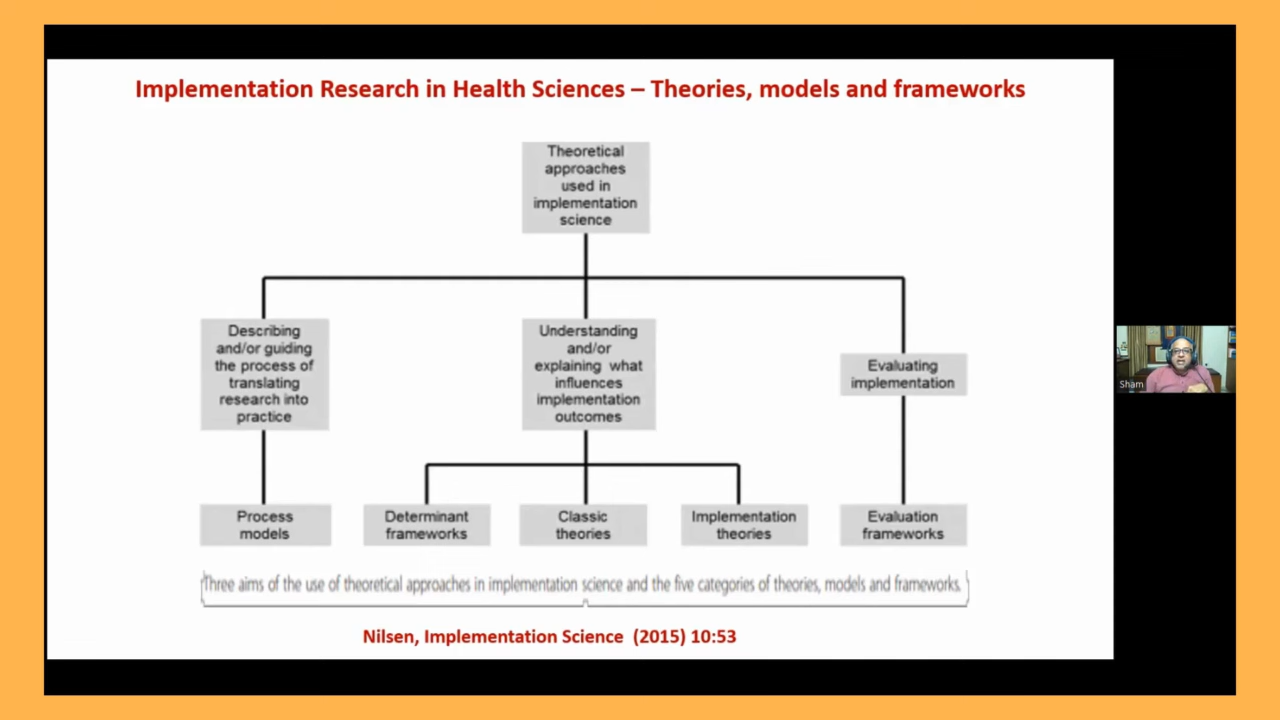 Implementation Research in Health Sciences – Theories, models and frameworks
Theoretical
approaches
used in
implementation
science
Describing
and/or guiding
the process of
translating
research into
practice
Understanding
and/or
explaining what
influences
implementation
outcomes
Evaluating
implementation
Process
models
Determinant
frameworks
Classic
theories
Implementation
theories
Evaluation
frameworks
Three aims of the use of theoretical approaches in implementation science and the five categories of theories, models and frameworks.
Nilsen, Implementation Science (2015) 10:53
Sham